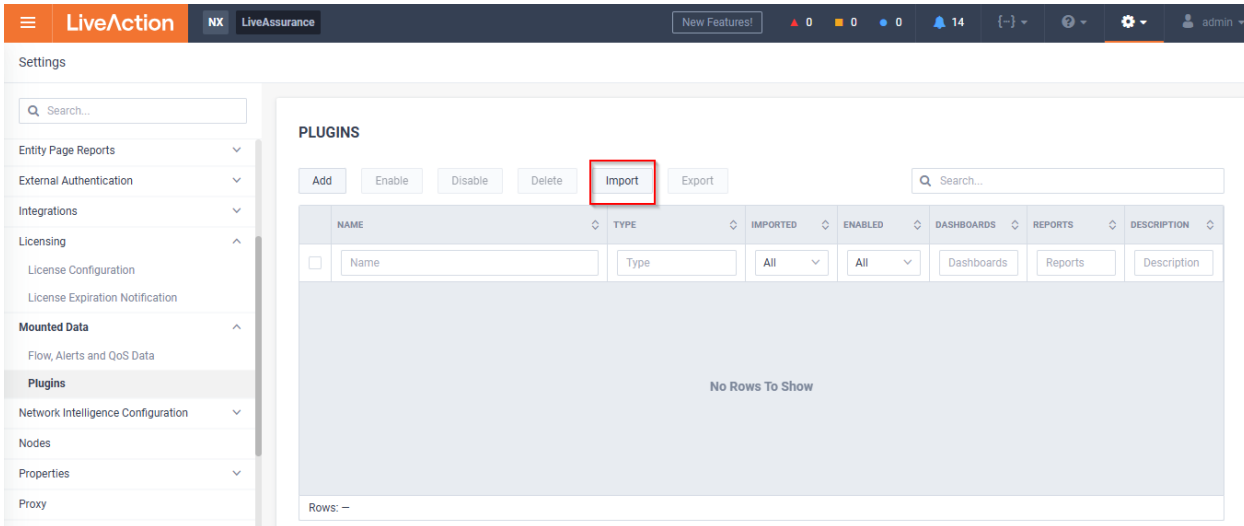 LiveAction NX LiveAssurance New Features! 0 0 0 14 {--} admin
Settings
Search...
Entity Page Reports
External Authentication
Integrations
Licensing
License Configuration
License Expiration Notification
Mounted Data
Flow, Alerts and QoS Data
Plugins
Network Intelligence Configuration
Nodes
Properties
Proxy
PLUGINS
Add Enable Disable Delete Import Export Search...
NAME TYPE IMPORTED ENABLED DASHBOARDS REPORTS DESCRIPTION
Name Type All All Dashboards Reports Description
No Rows To Show
Rows: —